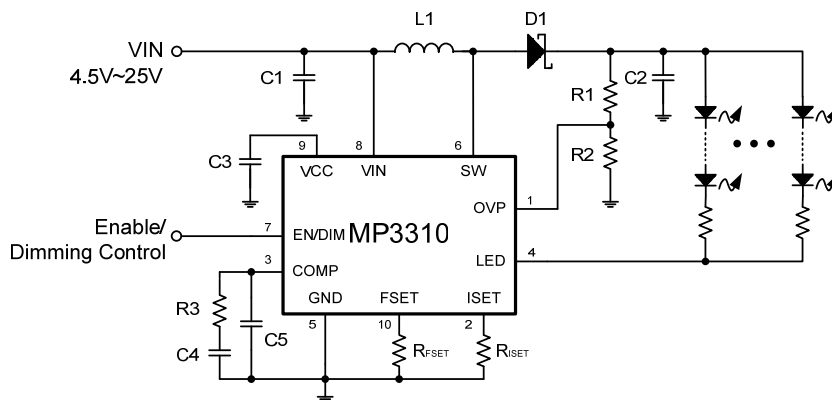 L1
D1
VIN
4.5V~25V
C1
C2
R1
R2
C3
9
8
6
VCC
VIN
SW
1
OVP
Enable/
Dimming Control
7
EN/DIM
MP3310
LED
4
3
COMP
GND
FSET
ISET
R3
C5
C4
5
10
2
RFSET
RISET